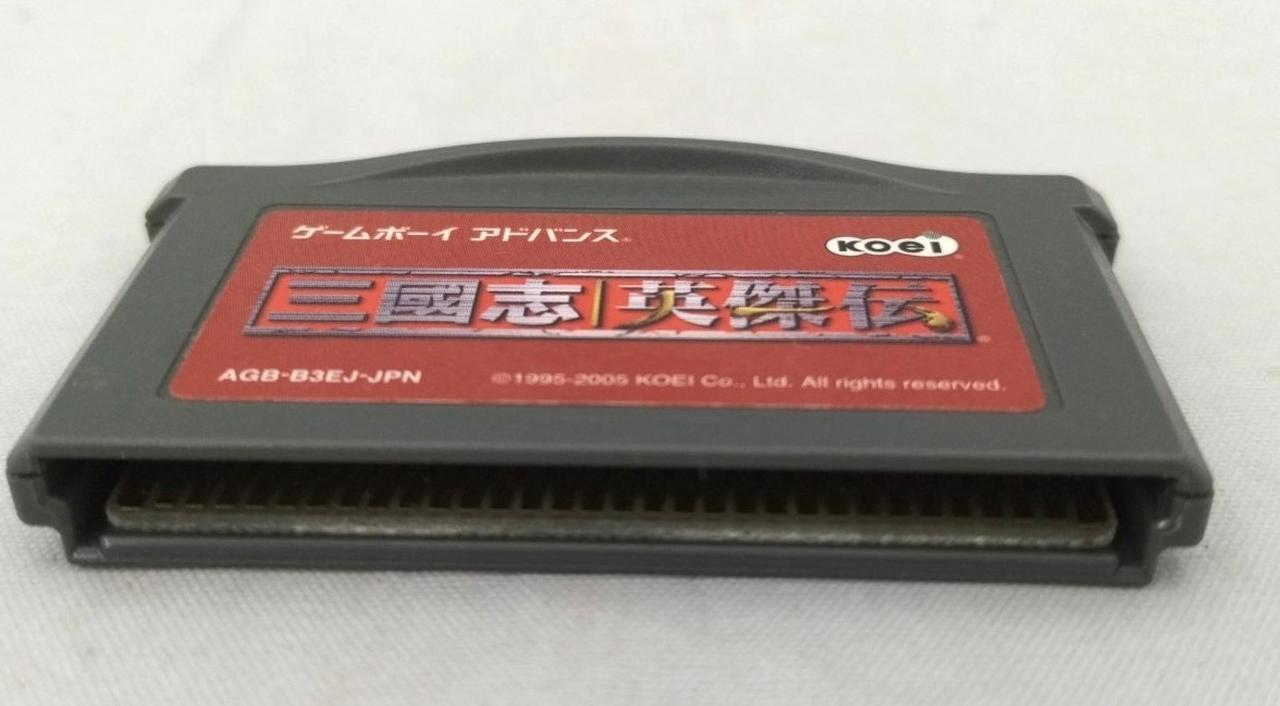 ゲームボーイ アドバンス
KOEI
三國志|英傑伝
AGB-B3EJ-JPN
©1995-2005 KOEI Co., Ltd. All rights reserved.